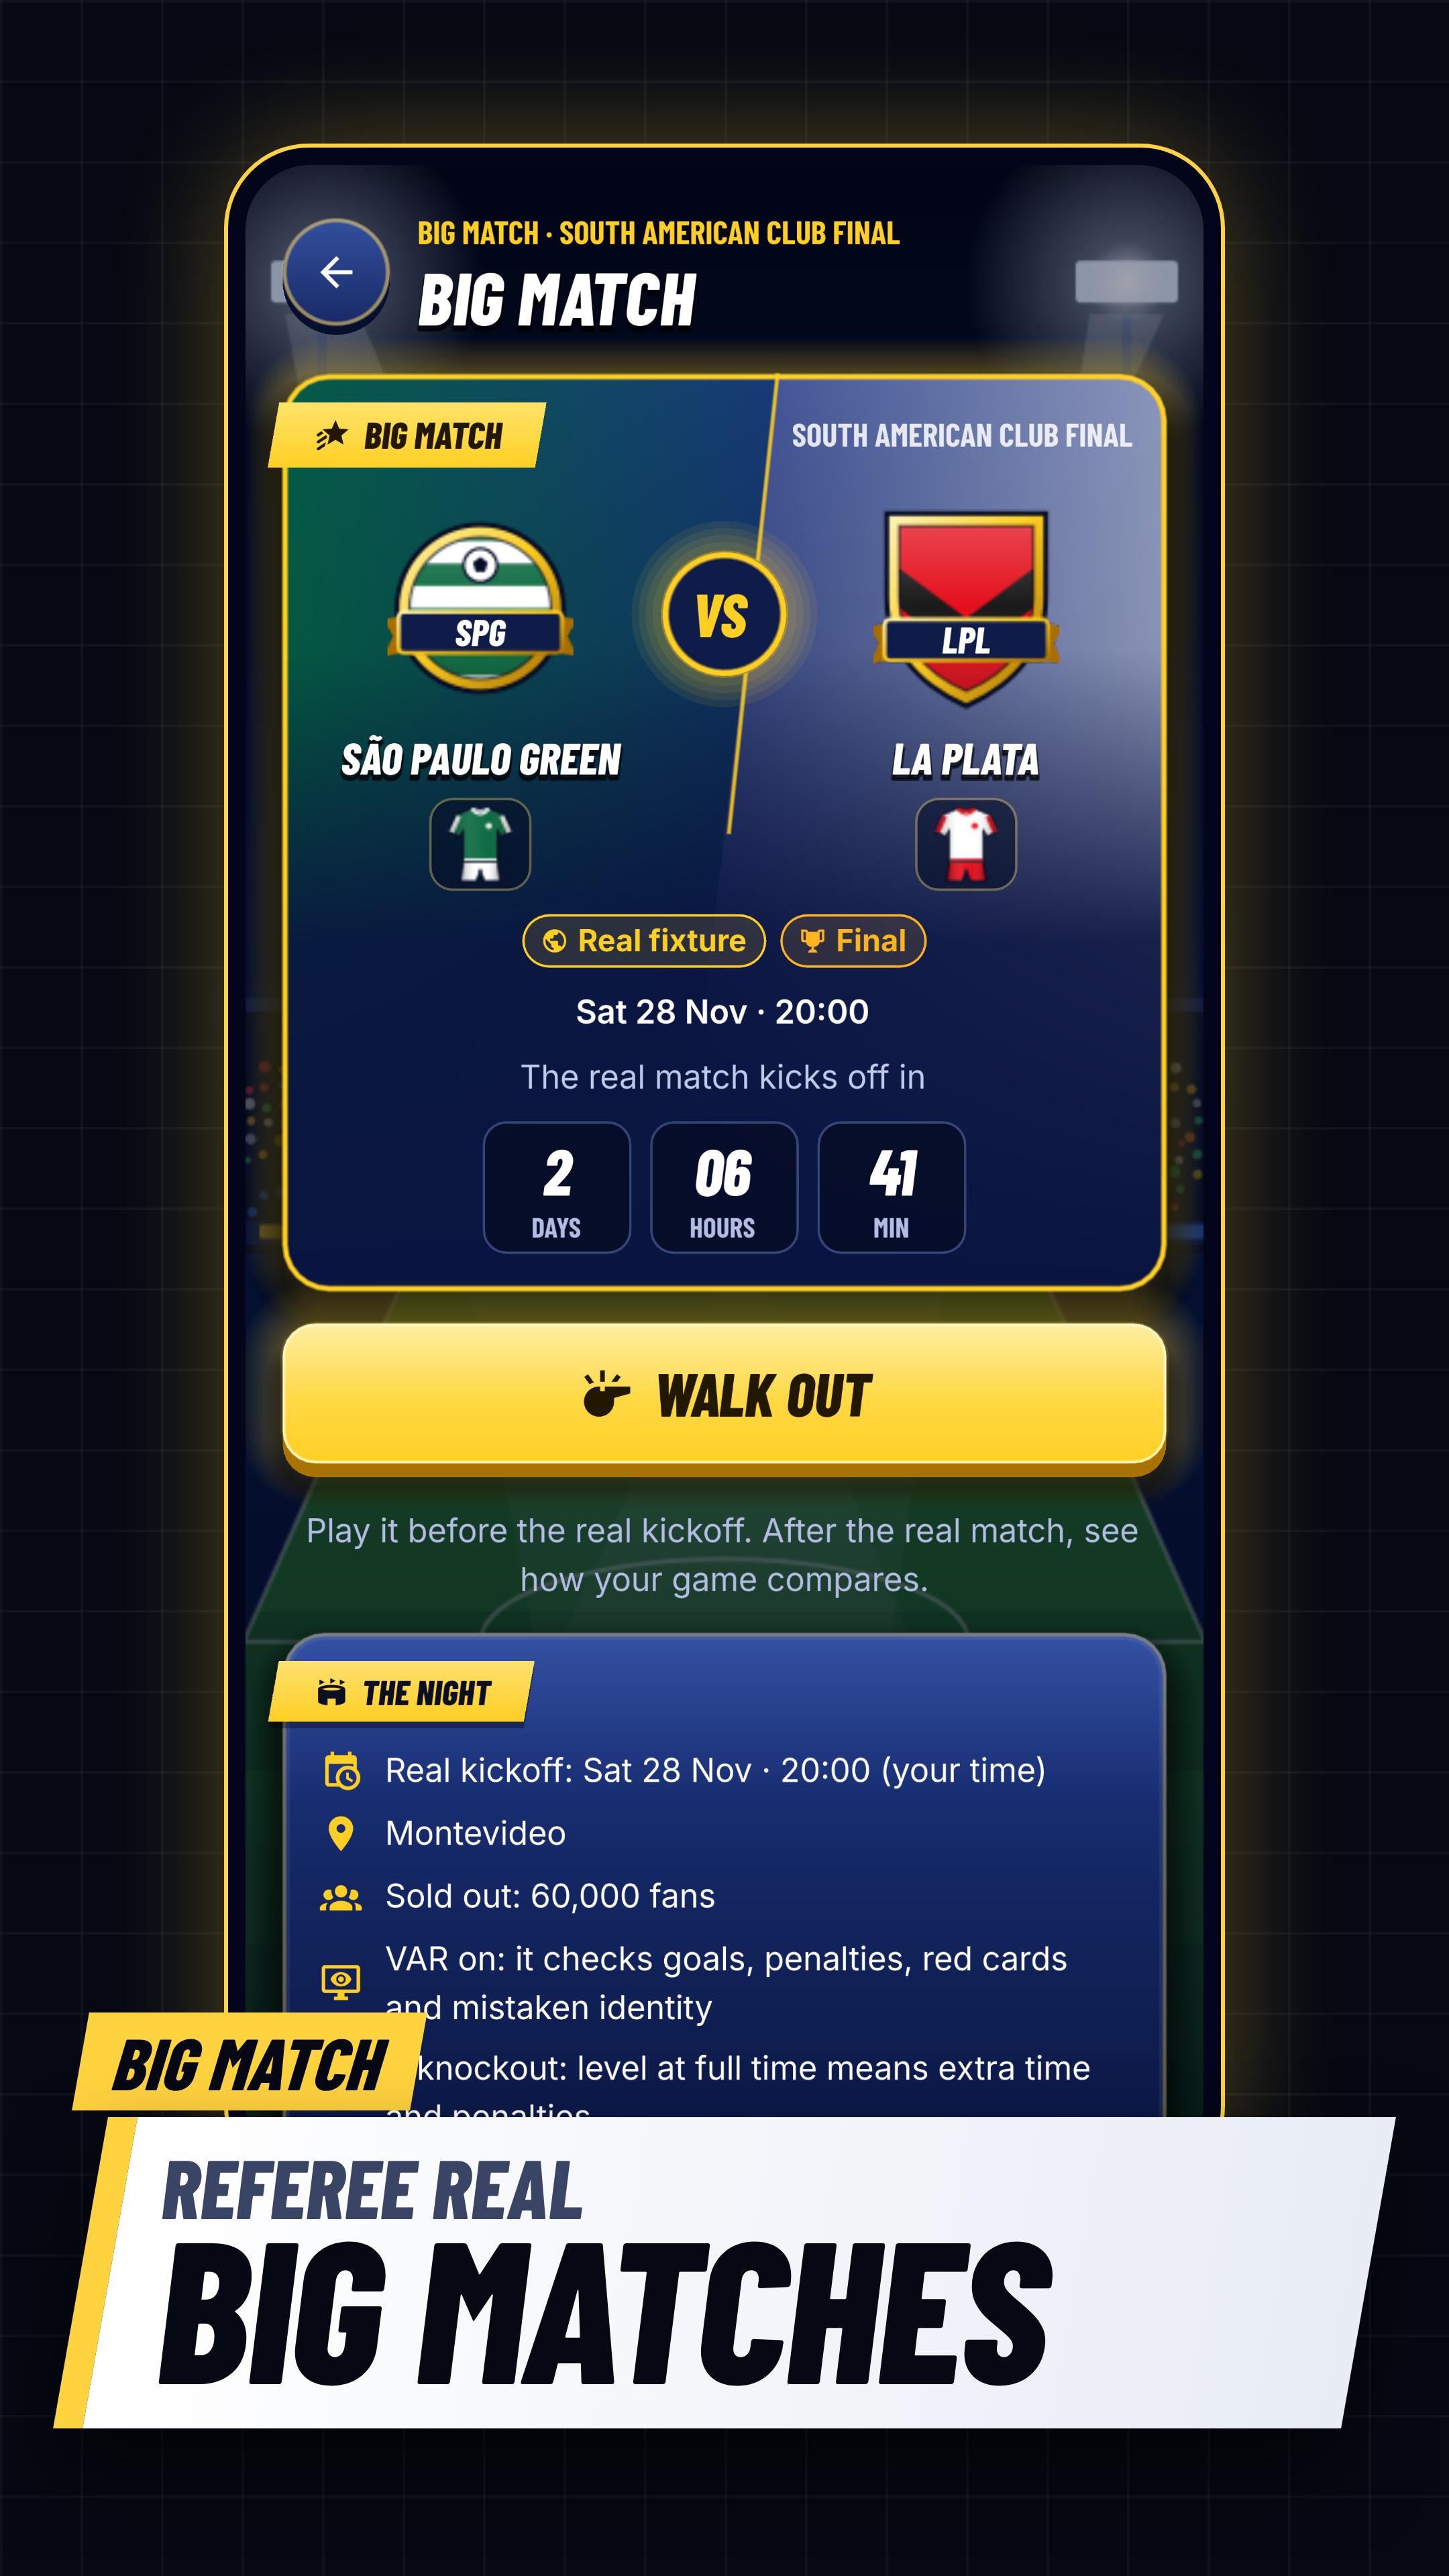 BIG MATCH · SOUTH AMERICAN CLUB FINAL
BIG MATCH
BIG MATCH
SOUTH AMERICAN CLUB FINAL
SPG
VS
LPL
SÃO PAULO GREEN
LA PLATA
Real fixture
Final
Sat 28 Nov · 20:00
The real match kicks off in
2
06
41
DAYS
HOURS
MIN
WALK OUT
Play it before the real kickoff. After the real match, see
how your game compares.
THE NIGHT
Real kickoff: Sat 28 Nov · 20:00 (your time)
Montevideo
Sold out: 60,000 fans
VAR on: it checks goals, penalties, red cards
and mistaken identity
knockout: level at full time means extra time
and penalties
BIG MATCH
REFEREE REAL
BIG MATCHES